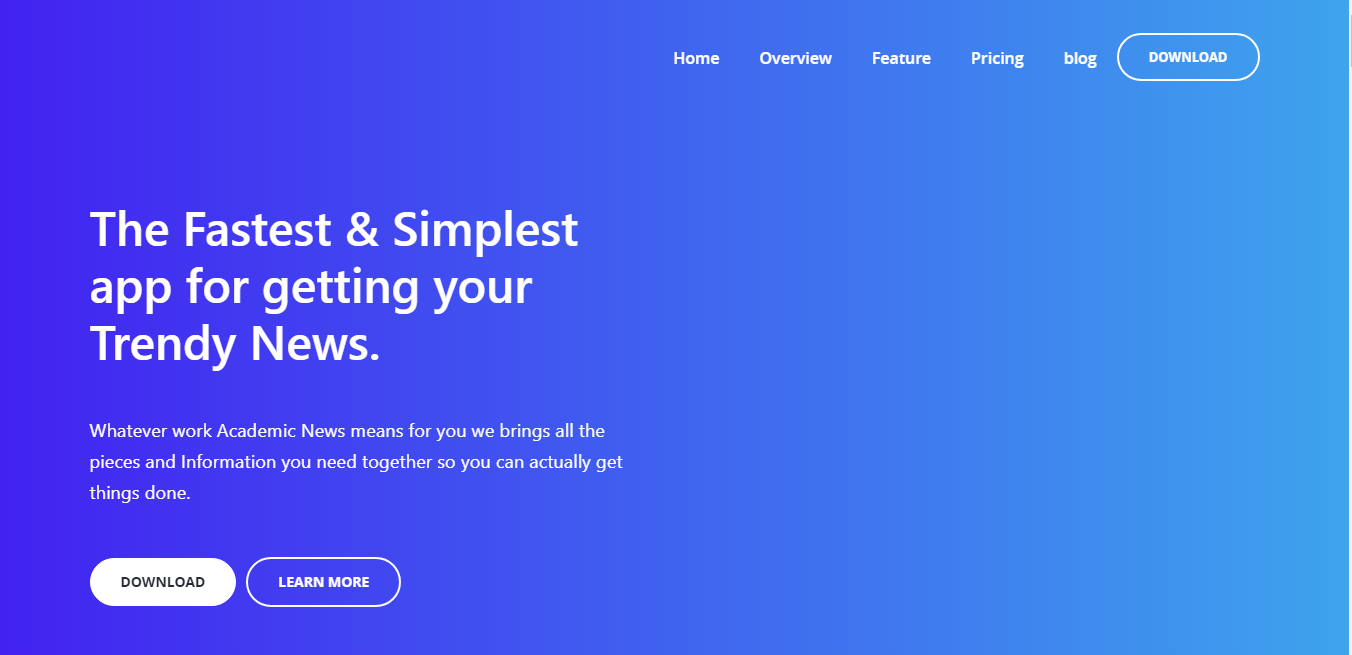 Home Overview Feature Pricing blog DOWNLOAD
The Fastest & Simplest
app for getting your
Trendy News.
Whatever work Academic News means for you we brings all the
pieces and Information you need together so you can actually get
things done.
DOWNLOAD LEARN MORE